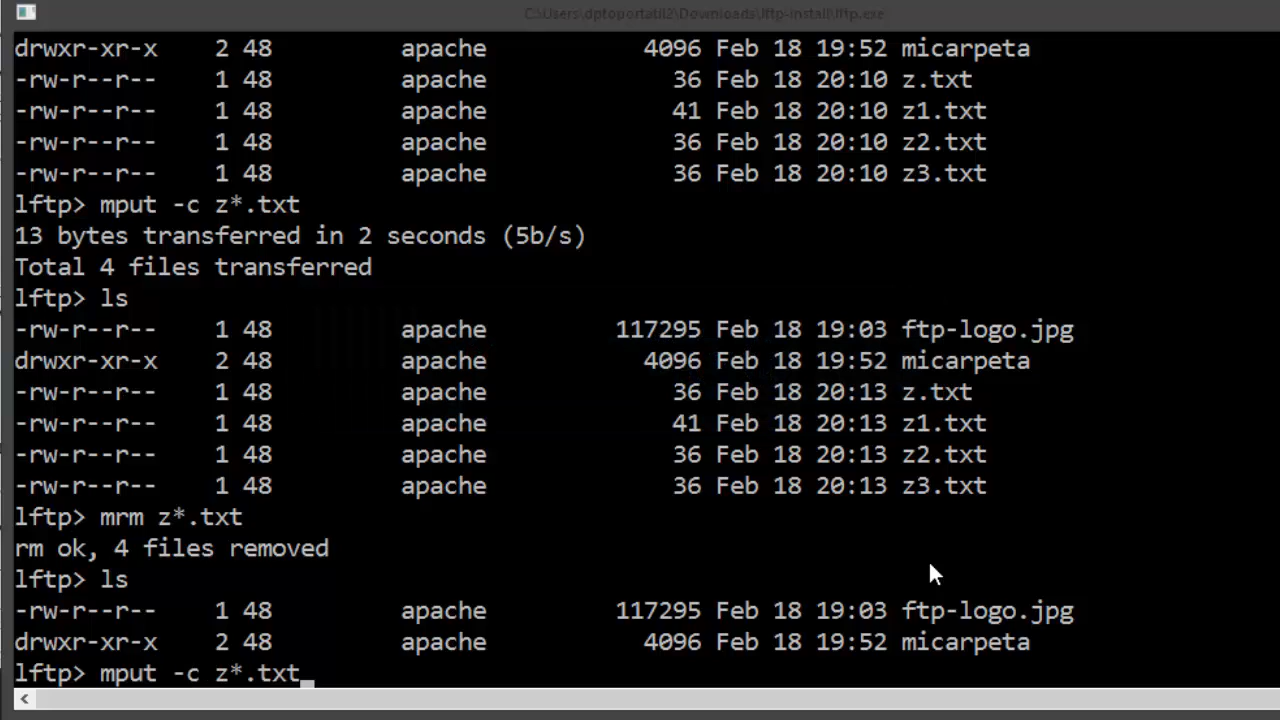 C:\Users\dptoportatil2\Downloads\lftp-install\lftp.exe
drwxr-xr-x    2 48         apache           4096 Feb 18 19:52 micarpeta
-rw-r--r--    1 48         apache             36 Feb 18 20:10 z.txt
-rw-r--r--    1 48         apache             41 Feb 18 20:10 z1.txt
-rw-r--r--    1 48         apache             36 Feb 18 20:10 z2.txt
-rw-r--r--    1 48         apache             36 Feb 18 20:10 z3.txt
lftp> mput -c z*.txt
13 bytes transferred in 2 seconds (5b/s)
Total 4 files transferred
lftp> ls
-rw-r--r--    1 48         apache         117295 Feb 18 19:03 ftp-logo.jpg
drwxr-xr-x    2 48         apache           4096 Feb 18 19:52 micarpeta
-rw-r--r--    1 48         apache             36 Feb 18 20:13 z.txt
-rw-r--r--    1 48         apache             41 Feb 18 20:13 z1.txt
-rw-r--r--    1 48         apache             36 Feb 18 20:13 z2.txt
-rw-r--r--    1 48         apache             36 Feb 18 20:13 z3.txt
lftp> mrm z*.txt
rm ok, 4 files removed
lftp> ls
-rw-r--r--    1 48         apache         117295 Feb 18 19:03 ftp-logo.jpg
drwxr-xr-x    2 48         apache           4096 Feb 18 19:52 micarpeta
lftp> mput -c z*.txt